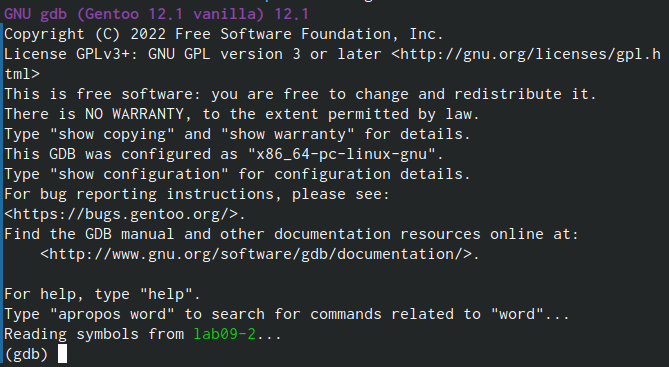 GNU gdb (Gentoo 12.1 vanilla) 12.1
Copyright (C) 2022 Free Software Foundation, Inc.
License GPLv3+: GNU GPL version 3 or later <http://gnu.org/licenses/gpl.h
tml>
This is free software: you are free to change and redistribute it.
There is NO WARRANTY, to the extent permitted by law.
Type "show copying" and "show warranty" for details.
This GDB was configured as "x86_64-pc-linux-gnu".
Type "show configuration" for configuration details.
For bug reporting instructions, please see:
<https://bugs.gentoo.org/>.
Find the GDB manual and other documentation resources online at:
    <http://www.gnu.org/software/gdb/documentation/>.

For help, type "help".
Type "apropos word" to search for commands related to "word"...
Reading symbols from lab09-2...
(gdb)